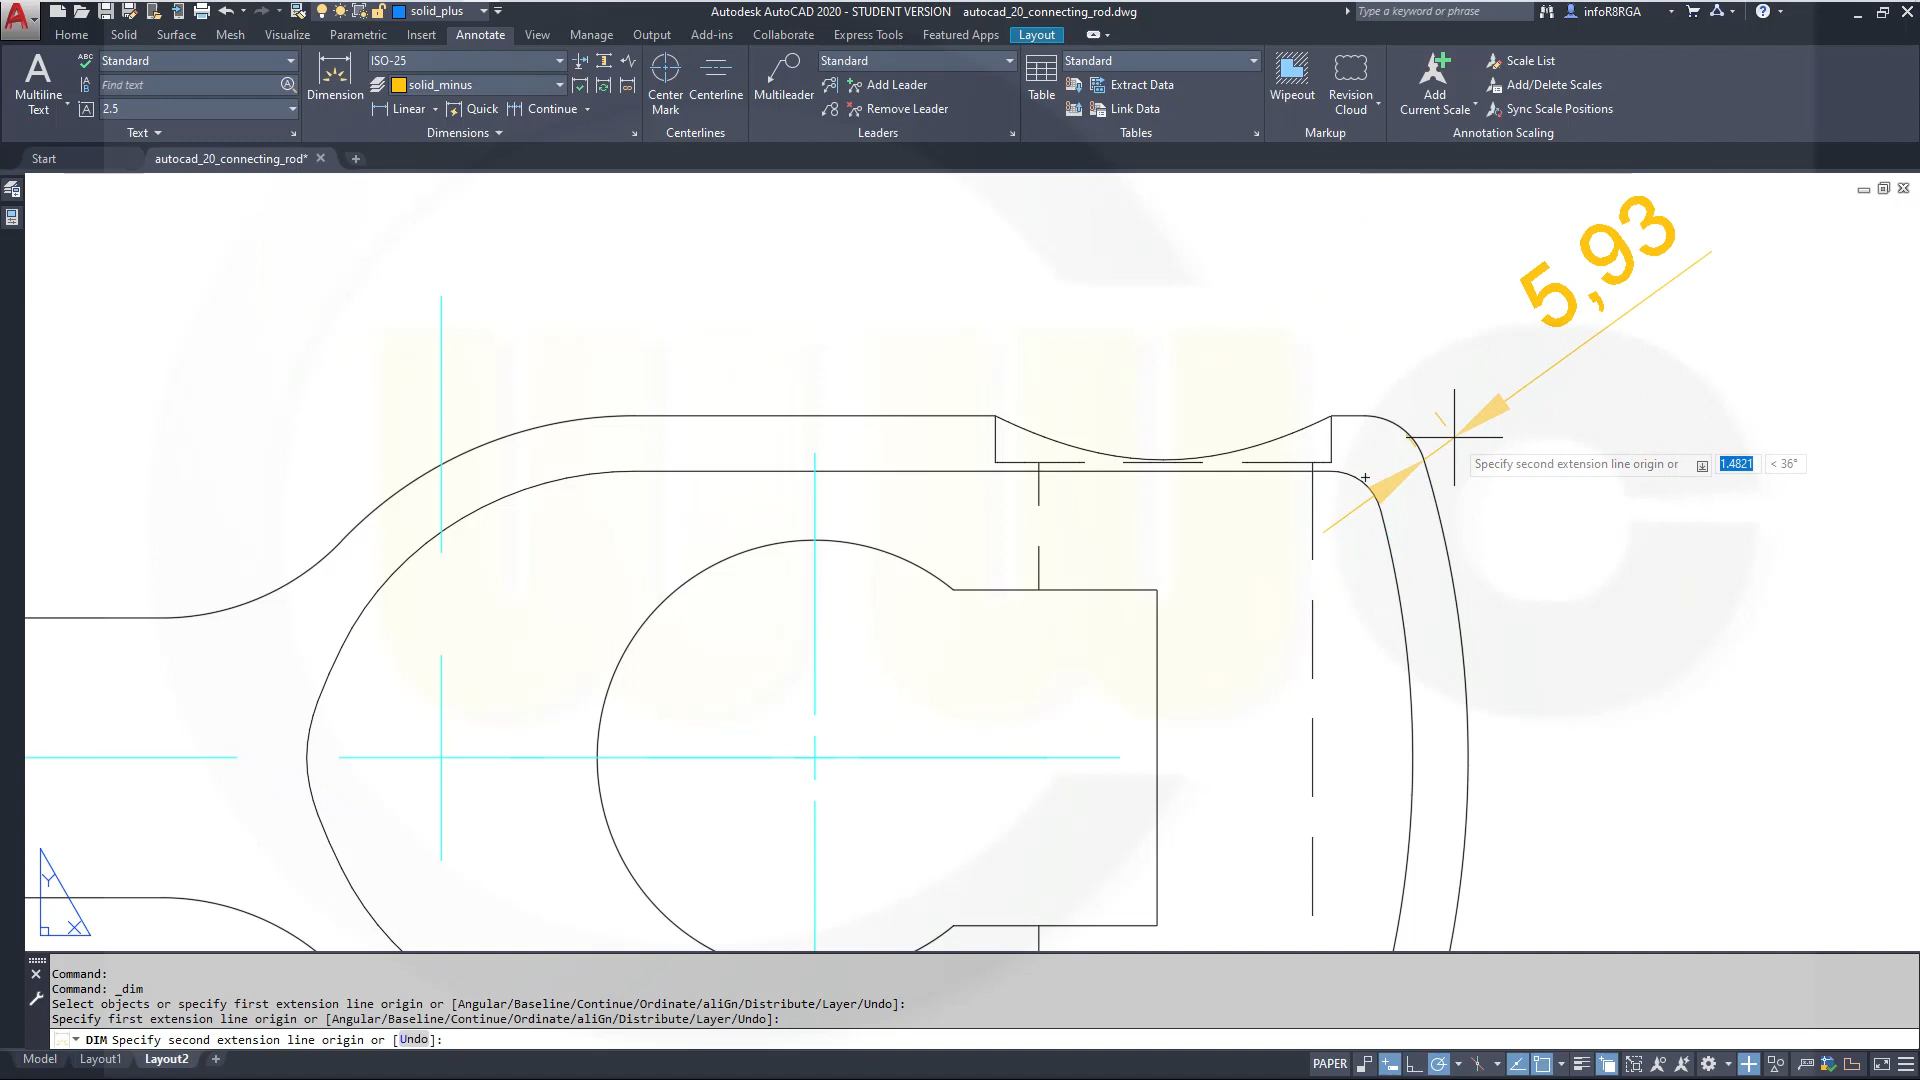 solid_plus
Autodesk AutoCAD 2020 - STUDENT VERSION autocad_20_connecting_rod.dwg
Type a keyword or phrase
infoR8RGA
Home Solid Surface Mesh Visualize Parametric Insert Annotate View Manage Output Add-ins Collaborate Express Tools Featured Apps Layout
Multiline Text
ABC
Standard
Find text
2.5
Text
Dimension
ISO-25
solid_minus
Linear Quick Continue
Dimensions
Center Mark
Centerline
Centerlines
Multileader
Standard
Add Leader
Remove Leader
Leaders
Table
Standard
Extract Data
Link Data
Tables
Wipeout
Revision Cloud
Markup
Add Current Scale
Scale List
Add/Delete Scales
Sync Scale Positions
Annotation Scaling
Start
autocad_20_connecting_rod*
5,93
Specify second extension line origin or 1.4821 < 36°
Y
X
Command:
Command: _dim
Select objects or specify first extension line origin or [Angular/Baseline/Continue/Ordinate/aliGn/Distribute/Layer/Undo]:
Specify first extension line origin or [Angular/Baseline/Continue/Ordinate/aliGn/Distribute/Layer/Undo]:
DIM Specify second extension line origin or [Undo]:
Model Layout1 Layout2
PAPER